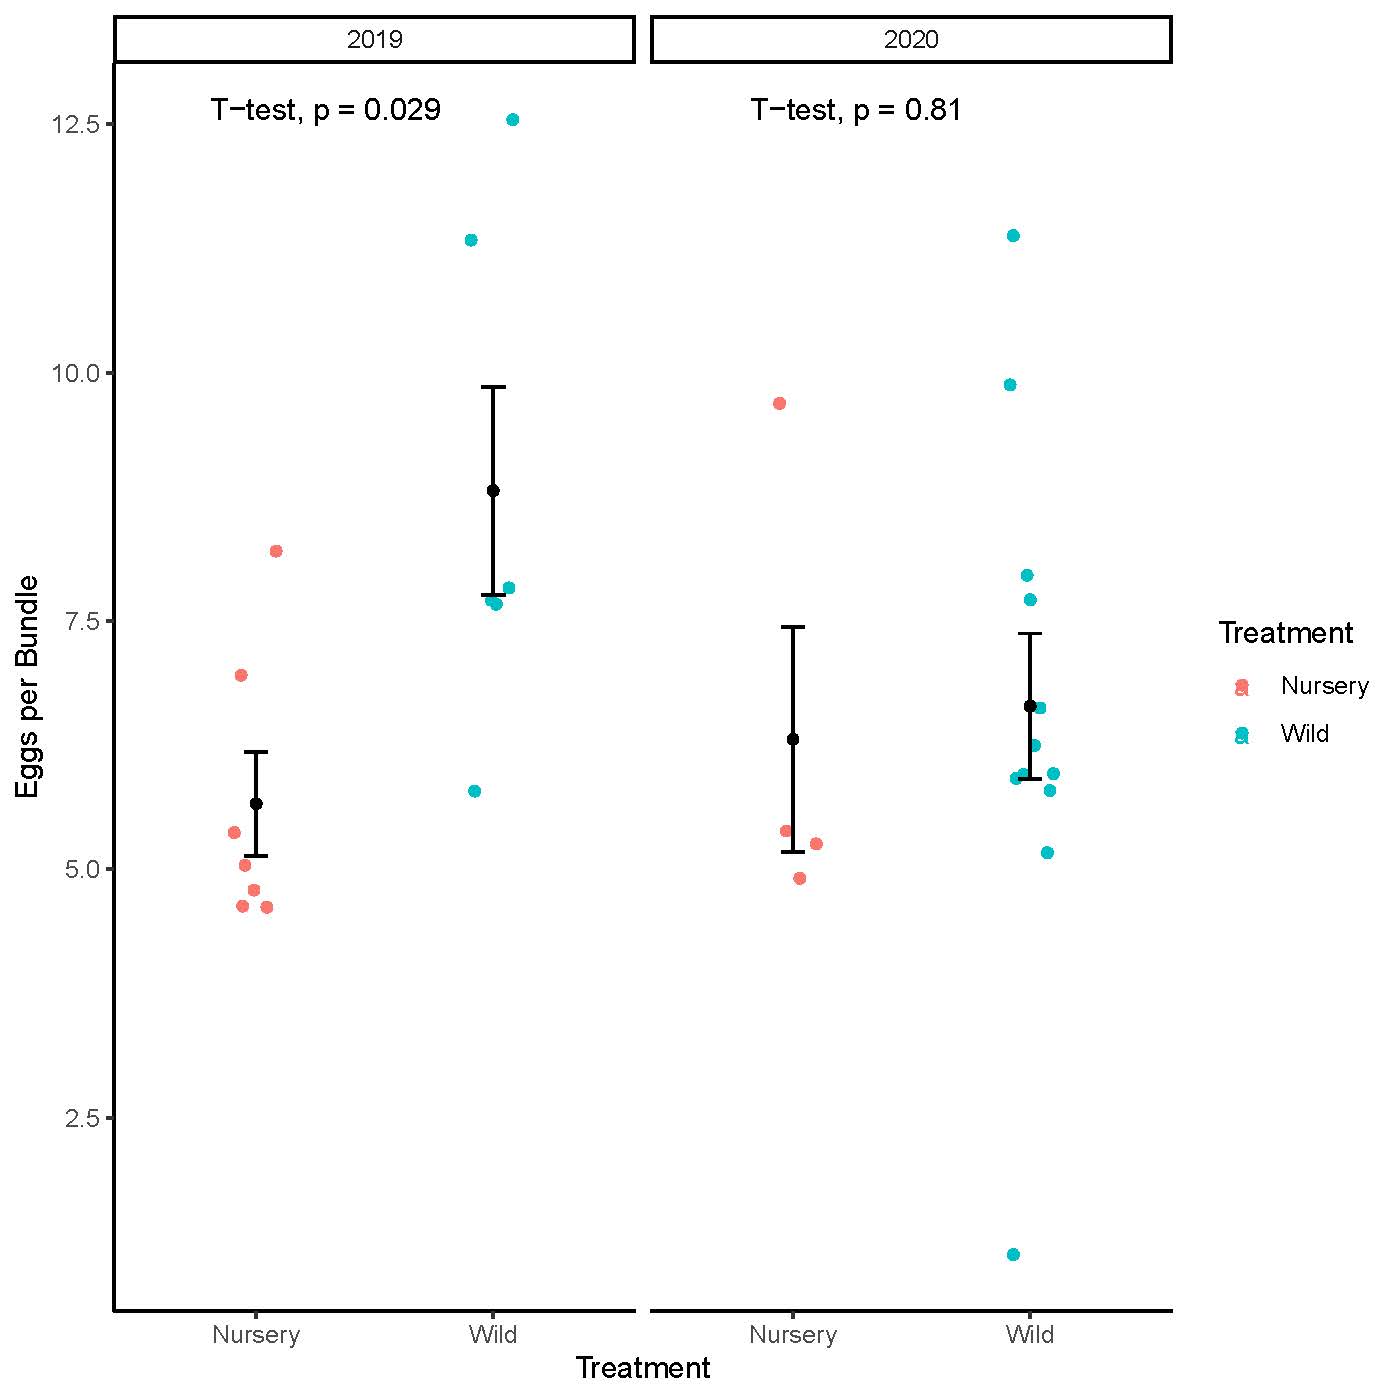 2019
2020
T-test, p = 0.029
T-test, p = 0.81
12.5
10.0
7.5
5.0
2.5
Eggs per Bundle
Nursery
Wild
Nursery
Wild
Treatment
Treatment
a Nursery
a Wild